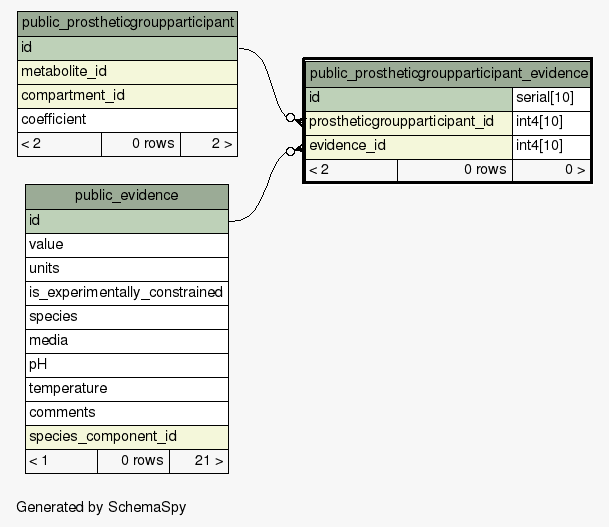 public_prostheticgroupparticipant
id
metabolite_id
compartment_id
coefficient
< 2 0 rows 2 >
public_prostheticgroupparticipant_evidence
id serial[10]
prostheticgroupparticipant_id int4[10]
evidence_id int4[10]
< 2 0 rows 0 >
public_evidence
id
value
units
is_experimentally_constrained
species
media
pH
temperature
comments
species_component_id
< 1 0 rows 21 >
Generated by SchemaSpy